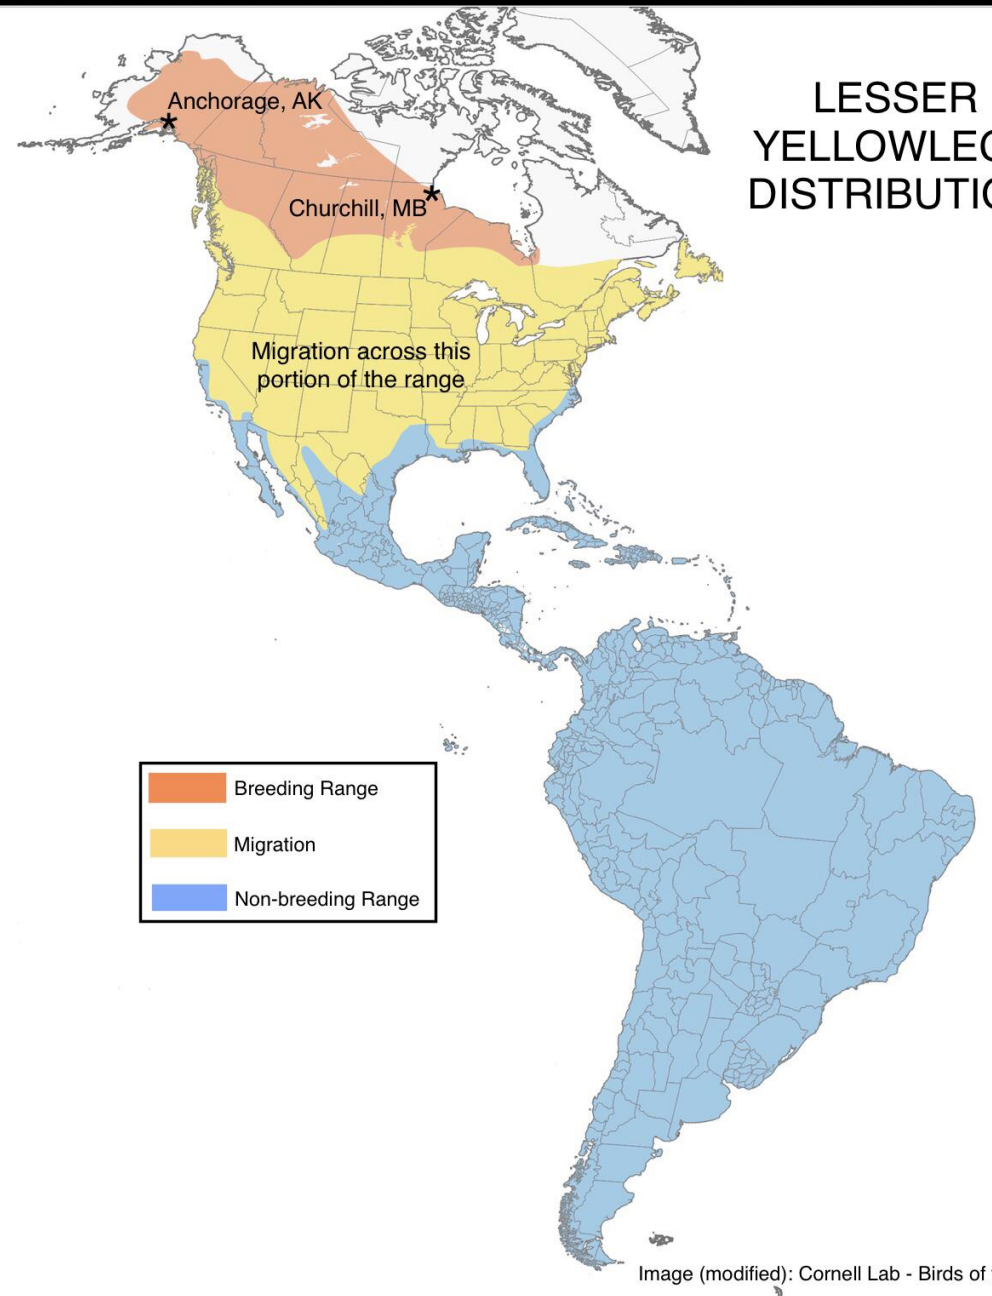 LESSER
YELLOWLEG
DISTRIBUTIO
Anchorage, AK
*
Churchill, MB
*
Migration across this
portion of the range
Breeding Range
Migration
Non-breeding Range
Image (modified): Cornell Lab - Birds of